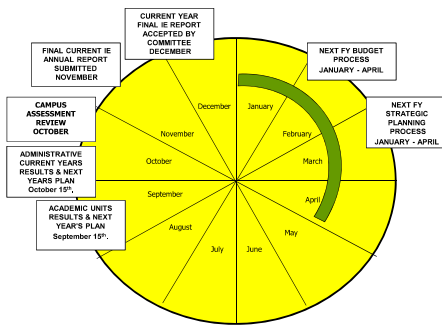 CURRENT YEAR
FINAL IE REPORT
ACCEPTED BY
COMMITTEE
DECEMBER
FINAL CURRENT IE
ANNUAL REPORT
SUBMITTED
NOVEMBER
CAMPUS
ASSESSMENT
REVIEW
OCTOBER
ADMINISTRATIVE
CURRENT YEARS
RESULTS & NEXT
YEARS PLAN
October 15th,
ACADEMIC UNITS
RESULTS & NEXT
YEAR'S PLAN
September 15th.
NEXT FY BUDGET
PROCESS
JANUARY - APRIL
NEXT FY
STRATEGIC
PLANNING
PROCESS
JANUARY - APRIL
January
February
March
April
May
June
July
August
September
October
November
December